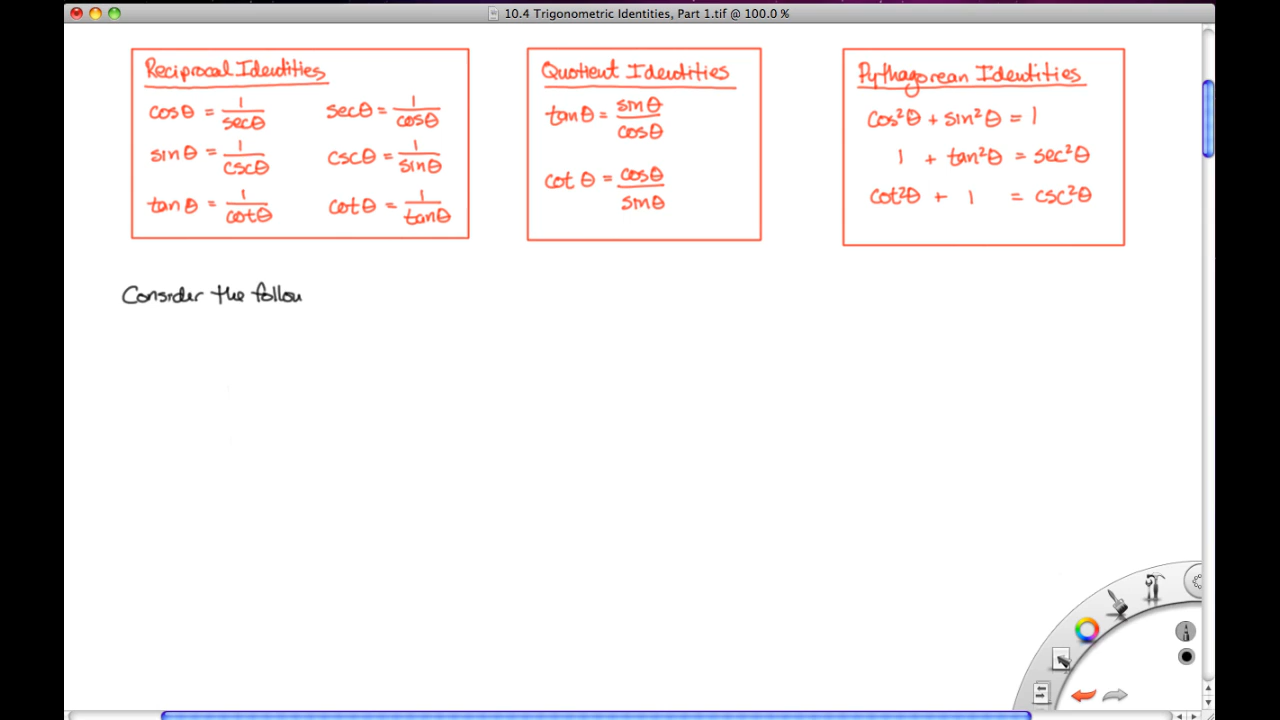 10.4 Trigonometric Identities, Part 1.tif @ 100.0 %
Reciprocal Identities
cosθ = 1/secθ secθ = 1/cosθ
sinθ = 1/cscθ cscθ = 1/sinθ
tanθ = 1/cotθ cotθ = 1/tanθ
Quotient Identities
tanθ = sinθ/cosθ
cotθ = cosθ/sinθ
Pythagorean Identities
cos²θ + sin²θ = 1
1 + tan²θ = sec²θ
cot²θ + 1 = csc²θ
Consider the follou